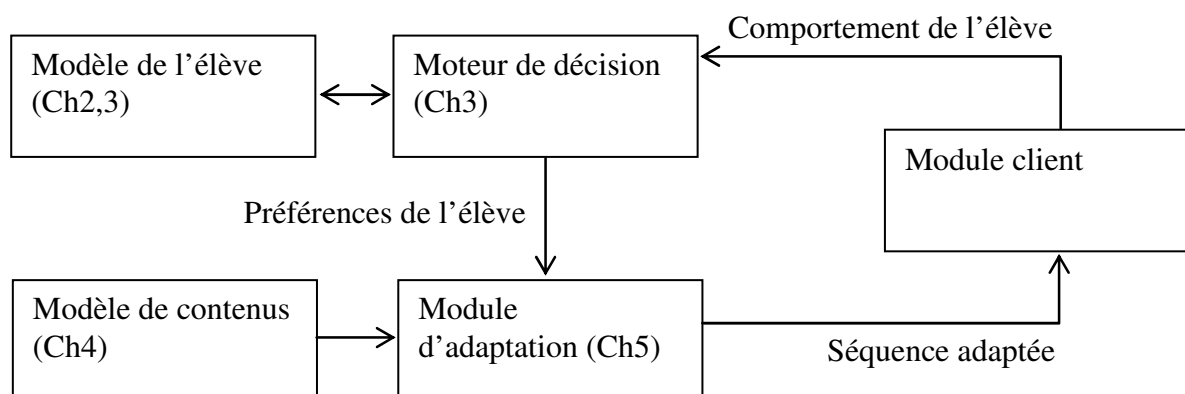 Comportement de l’élève
Modèle de l’élève
(Ch2,3)
Moteur de décision
(Ch3)
Module client
Préférences de l’élève
Modèle de contenus
(Ch4)
Module
d’adaptation (Ch5)
Séquence adaptée